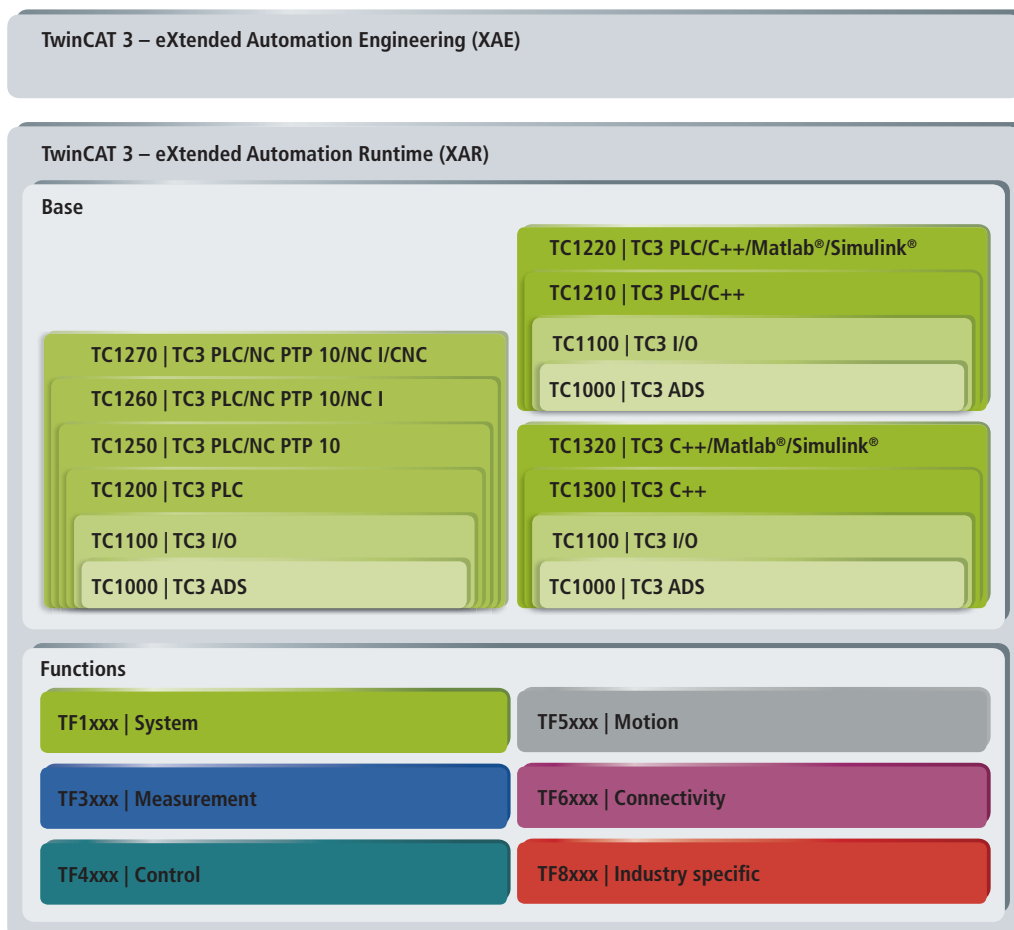 TwinCAT 3 – eXtended Automation Engineering (XAE)
TwinCAT 3 – eXtended Automation Runtime (XAR)
Base
TC1270 | TC3 PLC/NC PTP 10/NC I/CNC
TC1260 | TC3 PLC/NC PTP 10/NC I
TC1250 | TC3 PLC/NC PTP 10
TC1200 | TC3 PLC
TC1100 | TC3 I/O
TC1000 | TC3 ADS
TC1220 | TC3 PLC/C++/Matlab®/Simulink®
TC1210 | TC3 PLC/C++
TC1100 | TC3 I/O
TC1000 | TC3 ADS
TC1320 | TC3 C++/Matlab®/Simulink®
TC1300 | TC3 C++
TC1100 | TC3 I/O
TC1000 | TC3 ADS
Functions
TF1xxx | System
TF5xxx | Motion
TF3xxx | Measurement
TF6xxx | Connectivity
TF4xxx | Control
TF8xxx | Industry specific